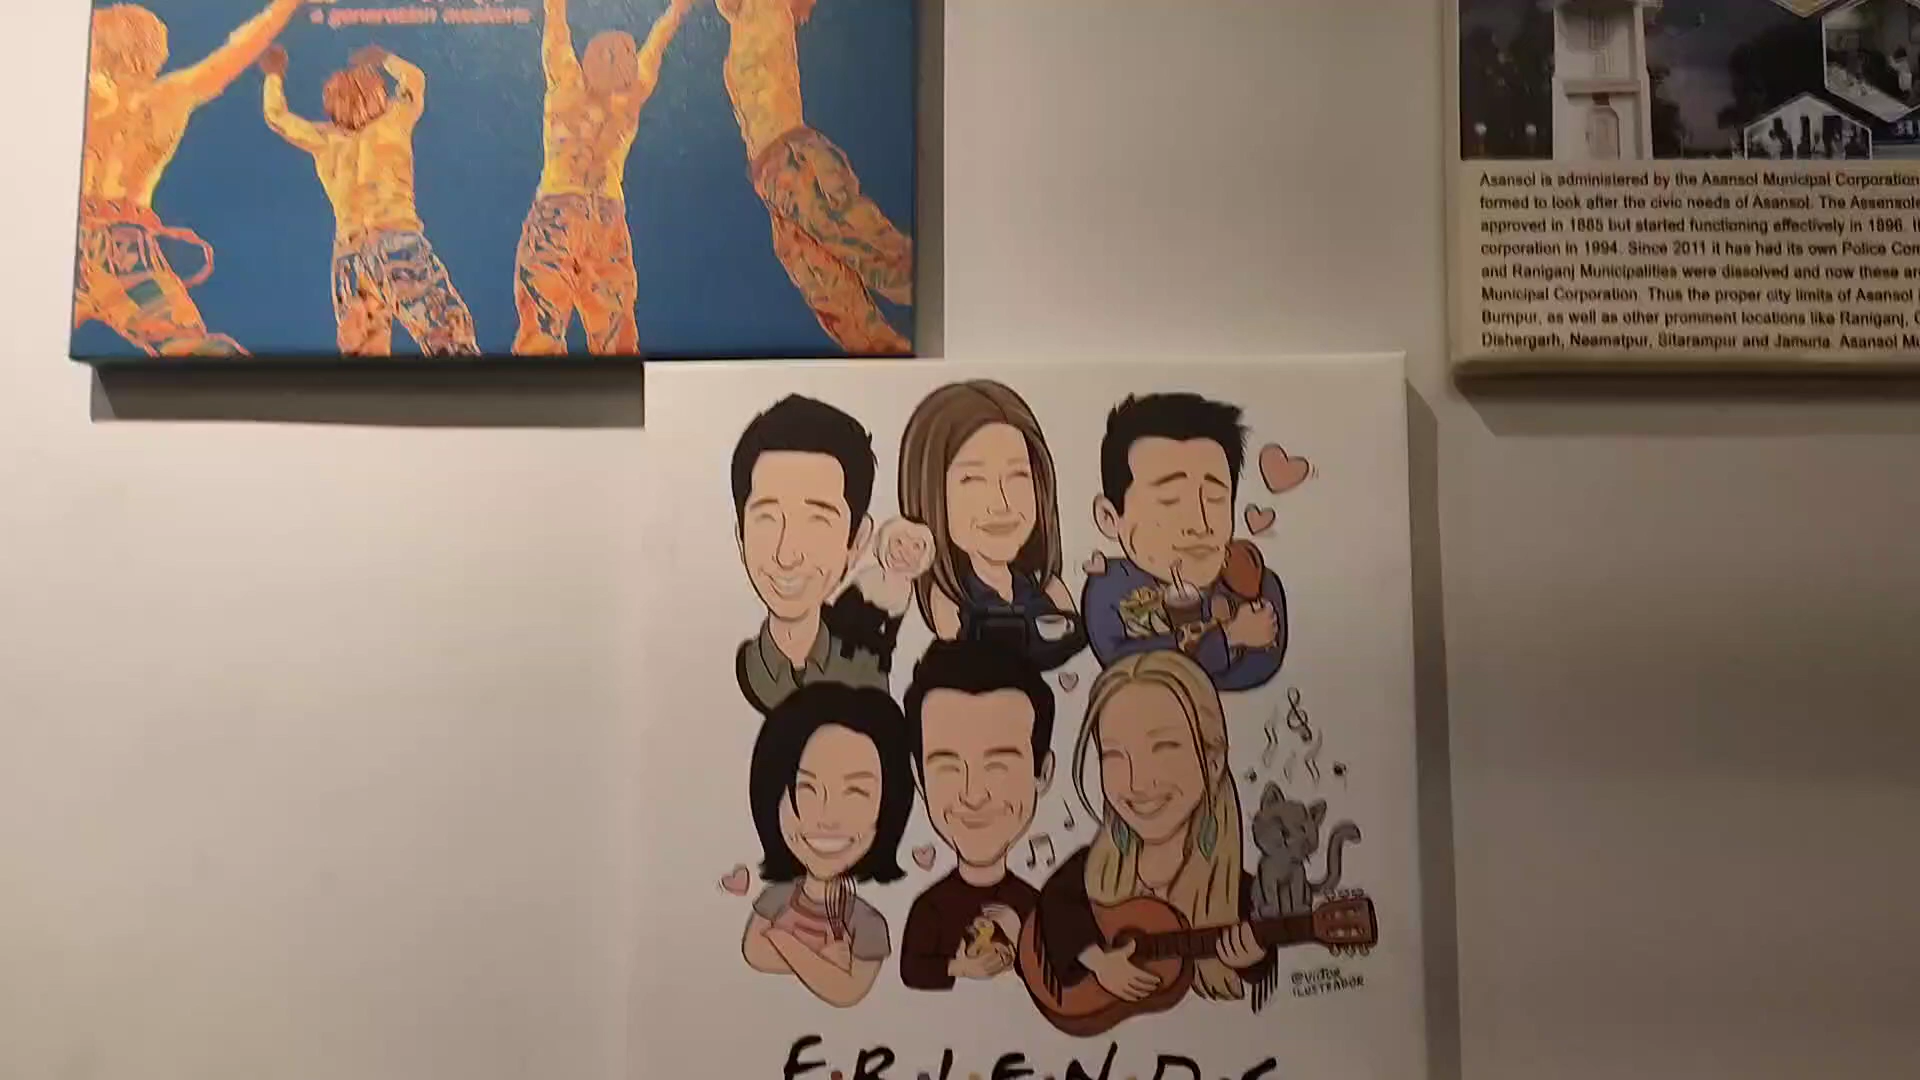 a generation awakens
Asansol is administered by the Asansol Municipal Corporation
formed to look after the civic needs of Asansol. The Assensole
approved in 1885 but started functioning effectively in 1896.
corporation in 1994. Since 2011 it has had its own Police
and Raniganj Municipalities were dissolved and now these
Municipal Corporation. Thus the proper city limits of Asansol
Burnpur, as well as other prominent locations like Raniganj,
Dishergarh, Neamatpur, Sitarampur and Jamuria. Asansol
@VICTOR
ILUSTRADOR
F.R.I.E.N.D.S